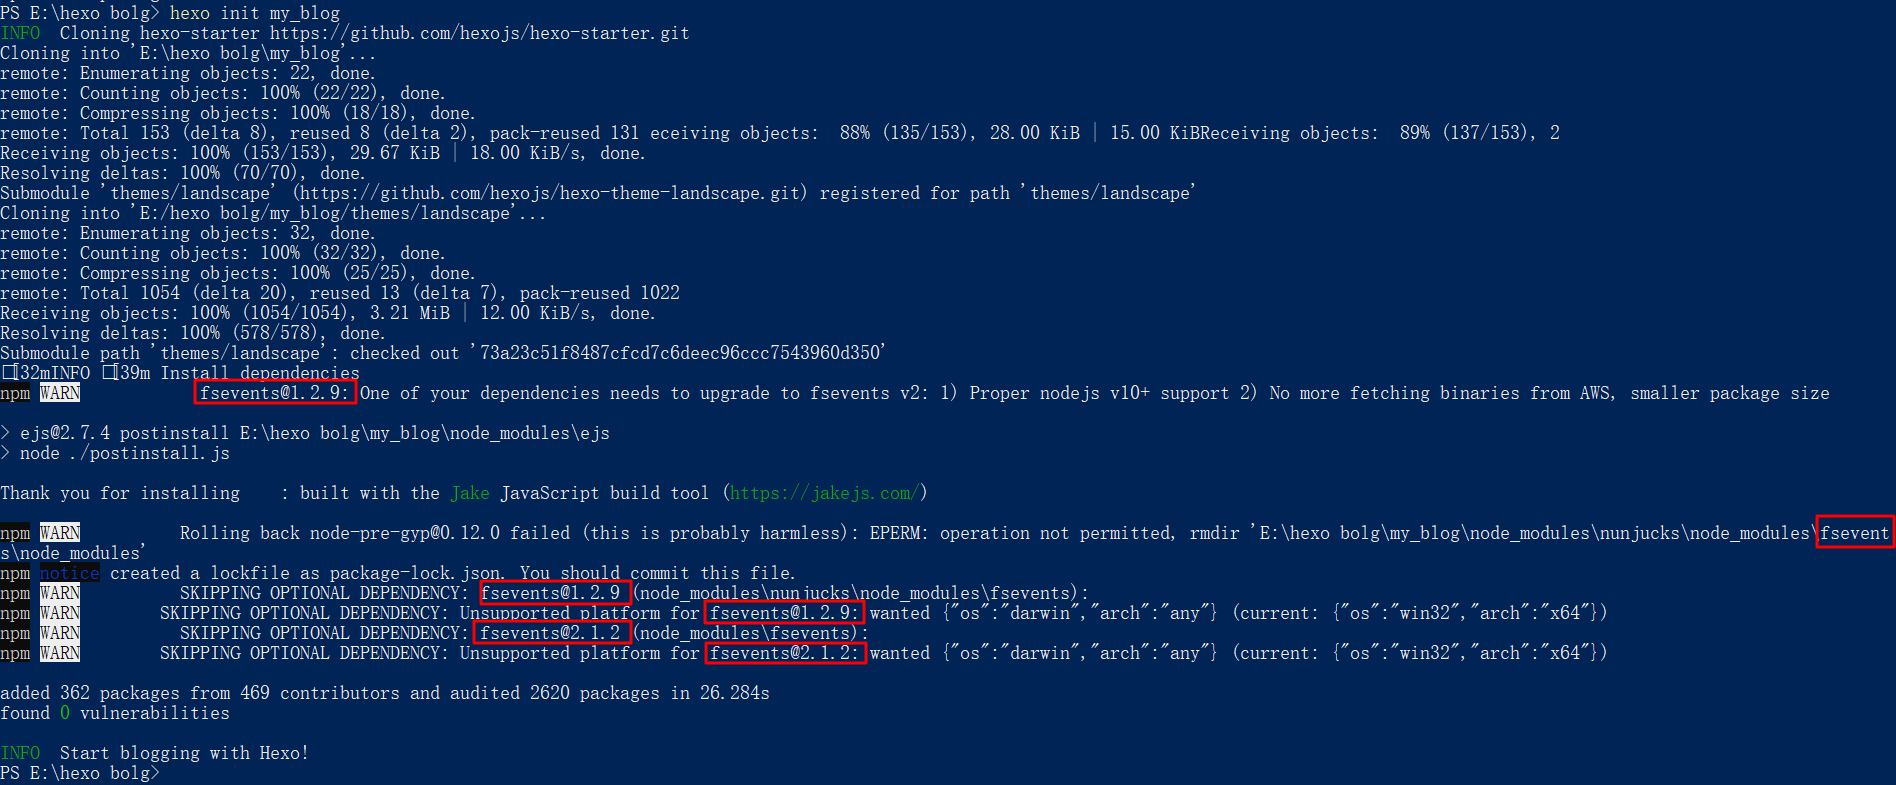 PS E:\hexo bolg> hexo init my_blog
INFO  Cloning hexo-starter https://github.com/hexojs/hexo-starter.git
Cloning into 'E:\hexo bolg\my_blog'...
remote: Enumerating objects: 22, done.
remote: Counting objects: 100% (22/22), done.
remote: Compressing objects: 100% (18/18), done.
remote: Total 153 (delta 8), reused 8 (delta 2), pack-reused 131 eceiving objects:  88% (135/153), 28.00 KiB | 15.00 KiBReceiving objects:  89% (137/153), 2
Receiving objects: 100% (153/153), 29.67 KiB | 18.00 KiB/s, done.
Resolving deltas: 100% (70/70), done.
Submodule 'themes/landscape' (https://github.com/hexojs/hexo-theme-landscape.git) registered for path 'themes/landscape'
Cloning into 'E:/hexo bolg/my_blog/themes/landscape'...
remote: Enumerating objects: 32, done.
remote: Counting objects: 100% (32/32), done.
remote: Compressing objects: 100% (25/25), done.
remote: Total 1054 (delta 20), reused 13 (delta 7), pack-reused 1022
Receiving objects: 100% (1054/1054), 3.21 MiB | 12.00 KiB/s, done.
Resolving deltas: 100% (578/578), done.
Submodule path 'themes/landscape': checked out '73a23c51f8487cfcd7c6deec96ccc7543960d350'
□[32mINFO □[39m Install dependencies
npm WARN fsevents@1.2.9: One of your dependencies needs to upgrade to fsevents v2: 1) Proper nodejs v10+ support 2) No more fetching binaries from AWS, smaller package size
> ejs@2.7.4 postinstall E:\hexo bolg\my_blog\node_modules\ejs
> node ./postinstall.js
Thank you for installing    : built with the Jake JavaScript build tool (https://jakejs.com/)
npm WARN Rolling back node-pre-gyp@0.12.0 failed (this is probably harmless): EPERM: operation not permitted, rmdir 'E:\hexo bolg\my_blog\node_modules\nunjucks\node_modules\fsevent
s\node_modules'
npm notice created a lockfile as package-lock.json. You should commit this file.
npm WARN SKIPPING OPTIONAL DEPENDENCY: fsevents@1.2.9 (node_modules\nunjucks\node_modules\fsevents):
npm WARN SKIPPING OPTIONAL DEPENDENCY: Unsupported platform for fsevents@1.2.9: wanted {"os":"darwin","arch":"any"} (current: {"os":"win32","arch":"x64"})
npm WARN SKIPPING OPTIONAL DEPENDENCY: fsevents@2.1.2 (node_modules\fsevents):
npm WARN SKIPPING OPTIONAL DEPENDENCY: Unsupported platform for fsevents@2.1.2: wanted {"os":"darwin","arch":"any"} (current: {"os":"win32","arch":"x64"})
added 362 packages from 469 contributors and audited 2620 packages in 26.284s
found 0 vulnerabilities
INFO  Start blogging with Hexo!
PS E:\hexo bolg>